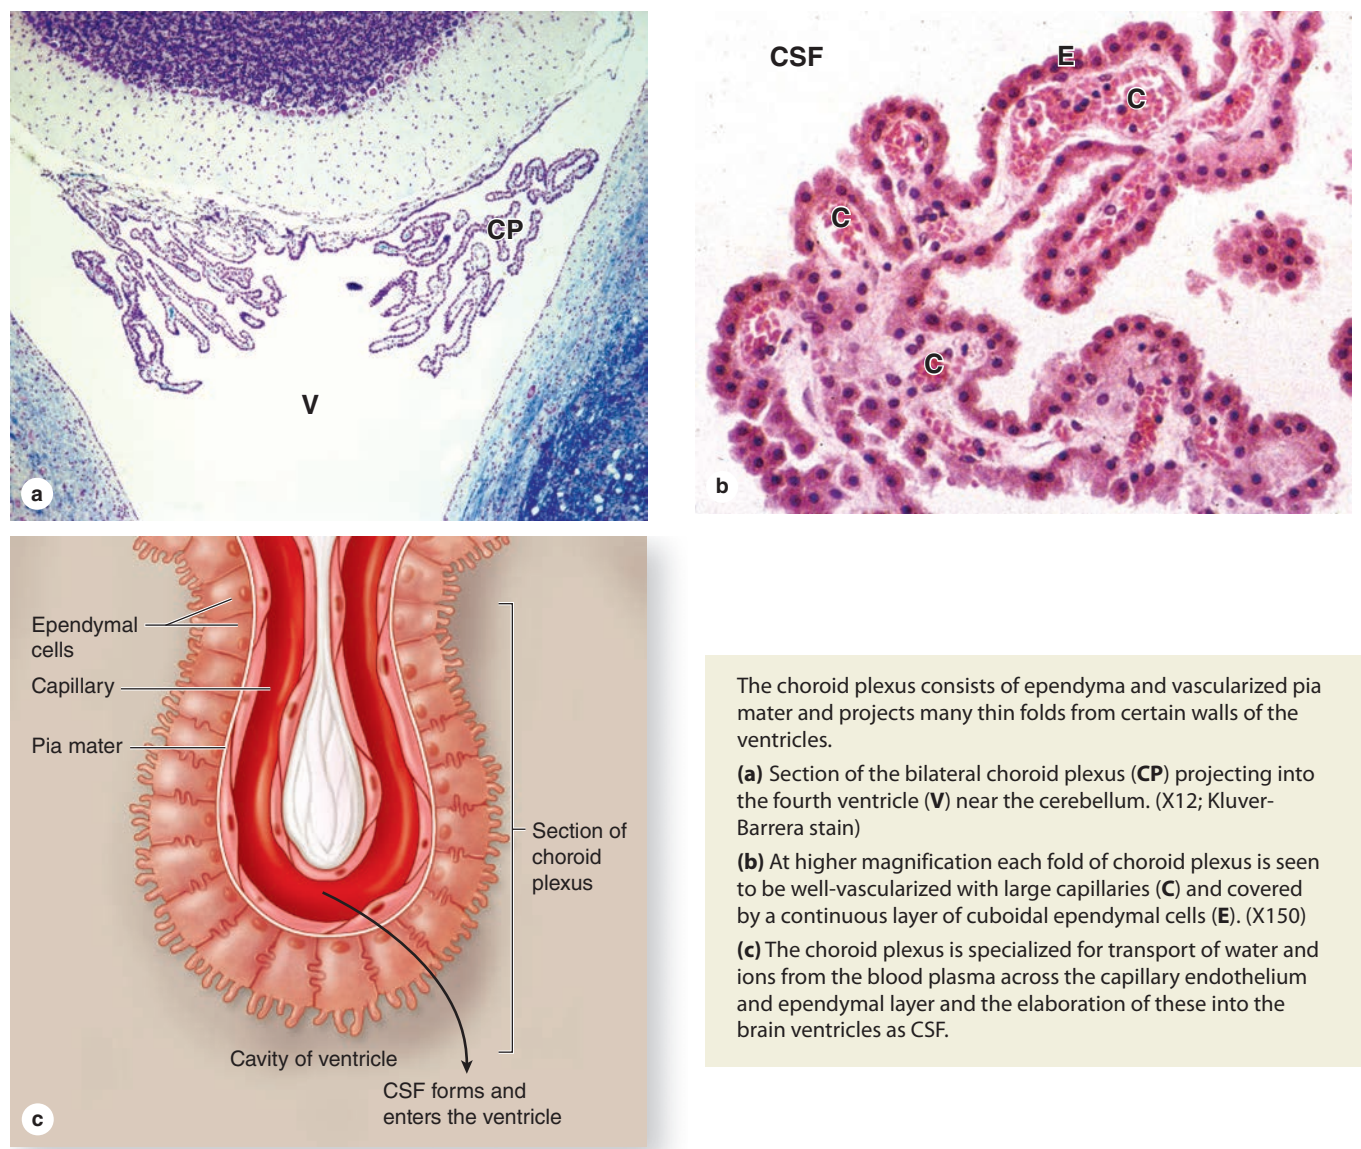 CP
V
a
CSF
E
C
C
C
b
Ependymal
cells
Capillary
Pia mater
Section of
choroid
plexus
Cavity of ventricle
CSF forms and
enters the ventricle
c
The choroid plexus consists of ependyma and vascularized pia
mater and projects many thin folds from certain walls of the
ventricles.
(a) Section of the bilateral choroid plexus (CP) projecting into
the fourth ventricle (V) near the cerebellum. (X12; Kluver-
Barrera stain)
(b) At higher magnification each fold of choroid plexus is seen
to be well-vascularized with large capillaries (C) and covered
by a continuous layer of cuboidal ependymal cells (E). (X150)
(c) The choroid plexus is specialized for transport of water and
ions from the blood plasma across the capillary endothelium
and ependymal layer and the elaboration of these into the
brain ventricles as CSF.